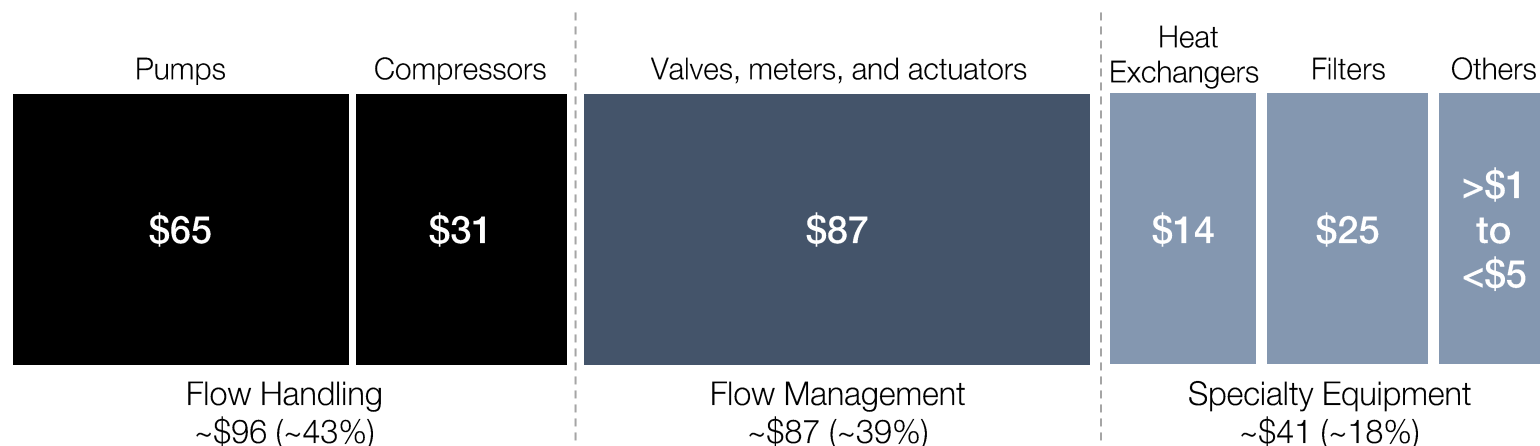 Pumps
Compressors
Valves, meters, and actuators
Heat
Exchangers
Filters
Others
$65
$31
$87
$14
$25
>$1
to
<$5
Flow Handling
~$96 (~43%)
Flow Management
~$87 (~39%)
Specialty Equipment
~$41 (~18%)